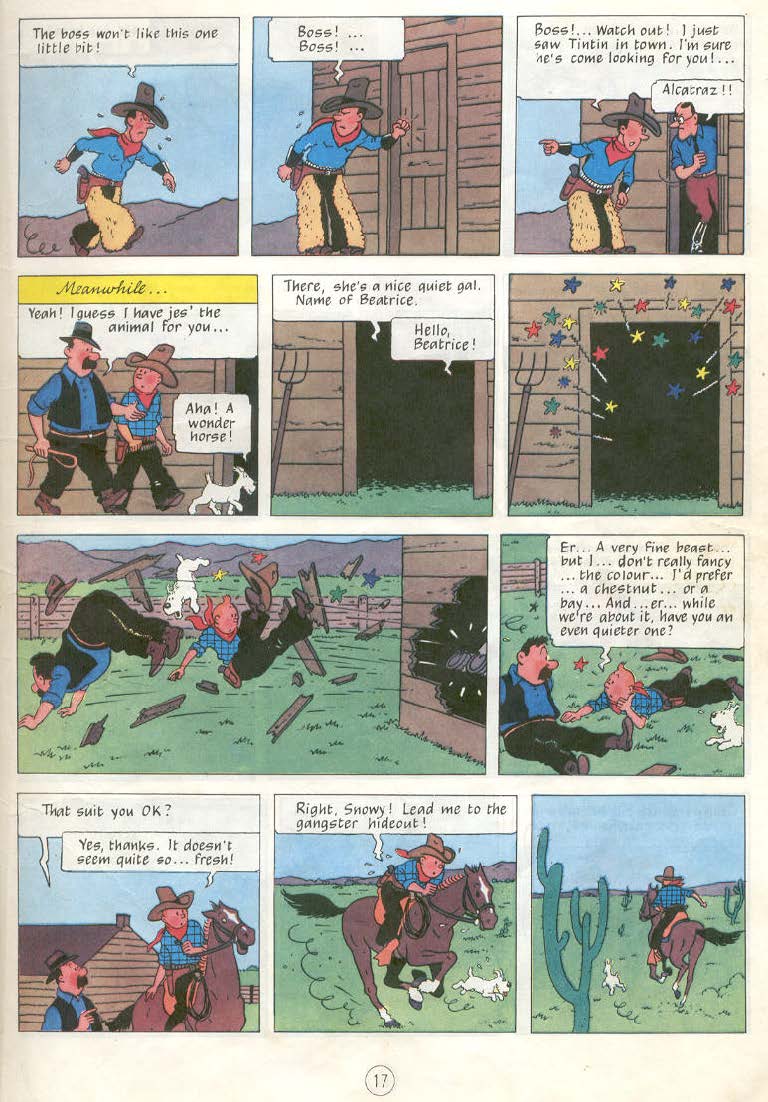 The boss won't like this one
little bit!
Boss! ...
Boss! ...
Boss!... Watch out! I just
saw Tintin in town. I'm sure
he's come looking for you!...
Alcatraz!!
Meanwhile...
Yeah! I guess I have jes' the
animal for you...
Aha! A
wonder
horse!
There, she's a nice quiet gal.
Name of Beatrice.
Hello,
Beatrice!
Er... A very fine beast...
but I... don't really fancy
...the colour... I'd prefer
... a chestnut... or a
bay... And...er... while
we're about it, have you an
even quieter one?
That suit you OK?
Yes, thanks. It doesn't
seem quite so... fresh!
Right, Snowy! Lead me to the
gangster hideout!
17